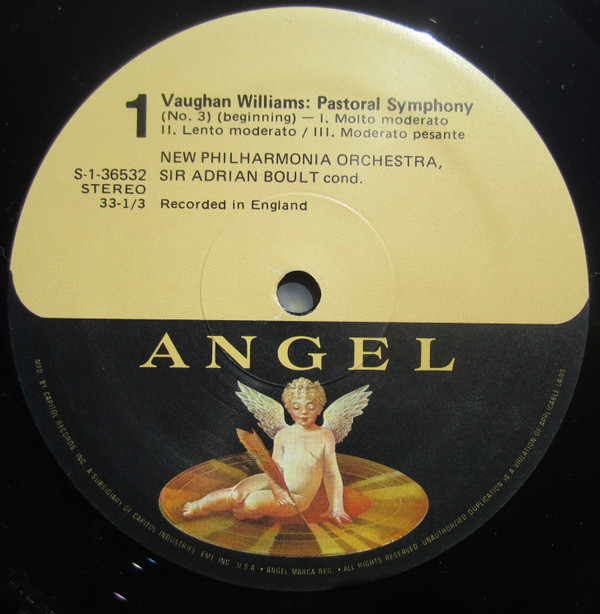 1
Vaughan Williams: Pastoral Symphony
(No. 3) (beginning) — I. Molto moderato
II. Lento moderato / III. Moderato pesante
NEW PHILHARMONIA ORCHESTRA,
S-1-36532 SIR ADRIAN BOULT cond.
STEREO
33-1/3 Recorded in England
ANGEL
MFD. BY CAPITOL RECORDS, INC. A SUBSIDIARY OF CAPITOL INDUSTRIES-EMI, INC. U.S.A. • ANGEL MARCA REG. • ALL RIGHTS RESERVED. UNAUTHORIZED DUPLICATION IS A VIOLATION OF APPLICABLE LAWS.